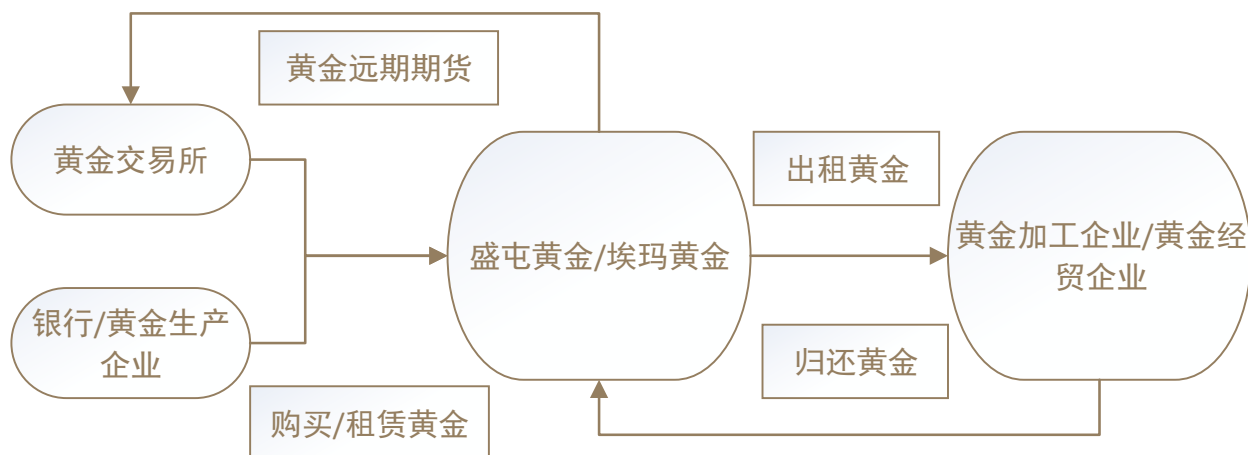 黄金远期期货
黄金交易所
出租黄金
盛屯黄金/埃玛黄金
黄金加工企业/黄金经
贸企业
银行/黄金生产
企业
归还黄金
购买/租赁黄金